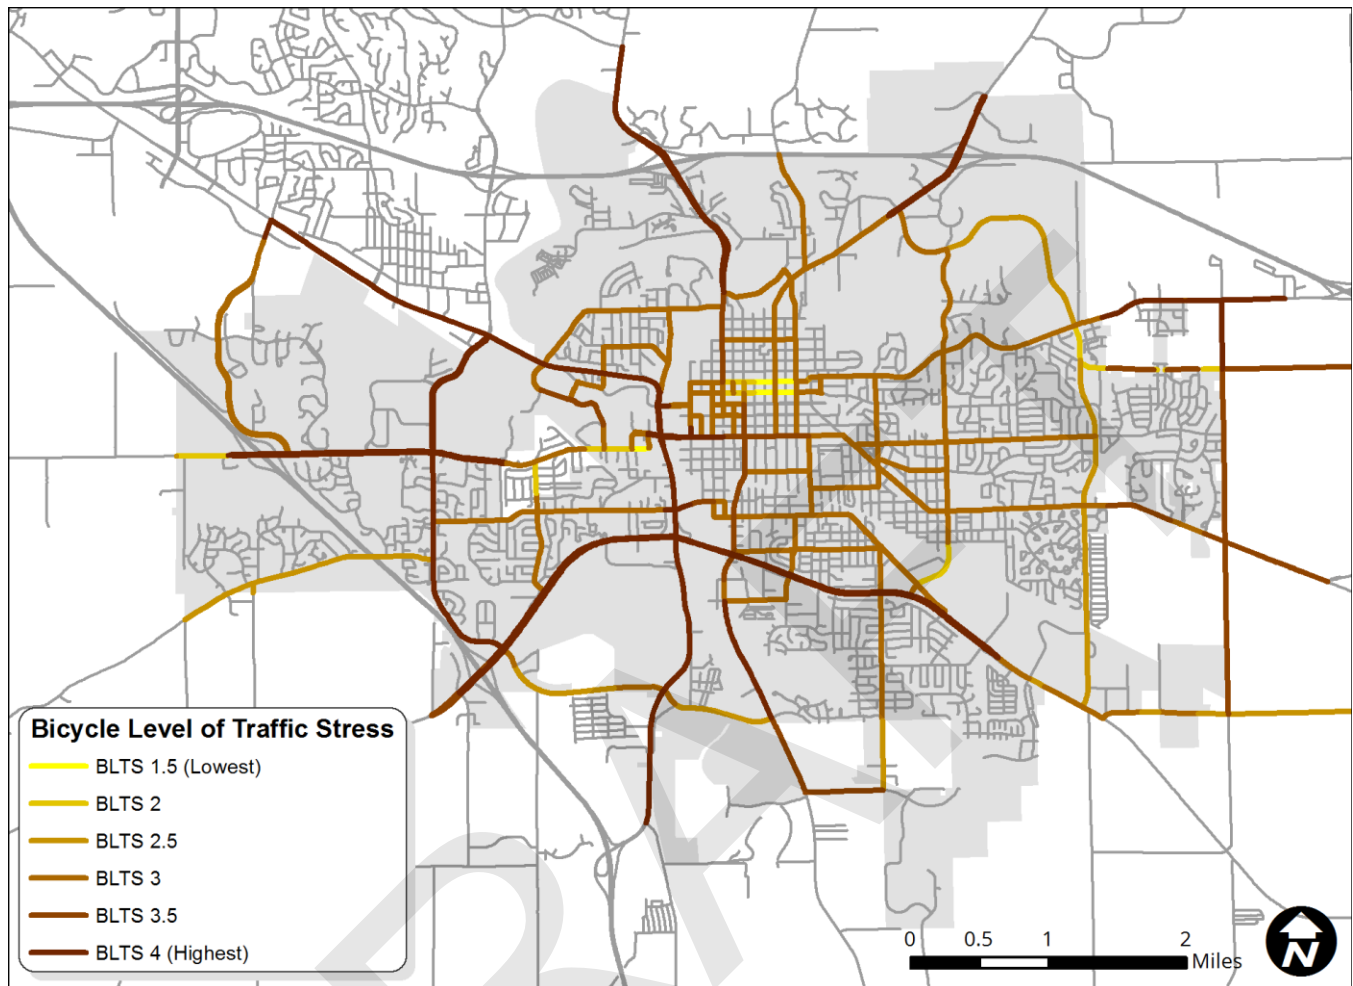 Bicycle Level of Traffic Stress
BLTS 1.5 (Lowest)
BLTS 2
BLTS 2.5
BLTS 3
BLTS 3.5
BLTS 4 (Highest)
0 0.5 1 2
Miles
N
DRAFT